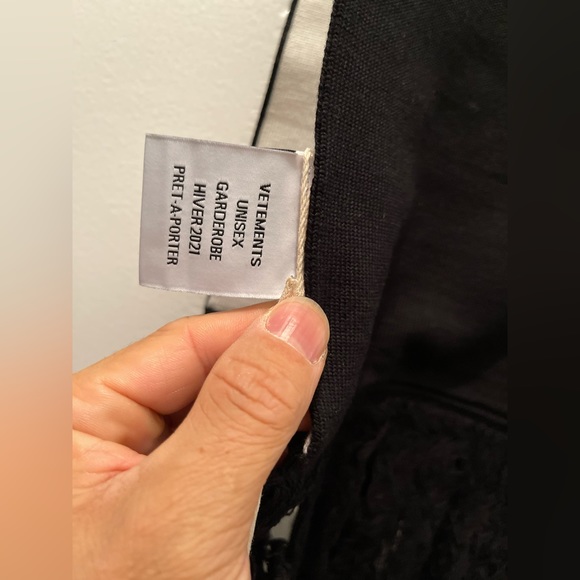 VETEMENTS
UNISEX
GARDEROBE
HIVER2021
PRET-A-PORTER